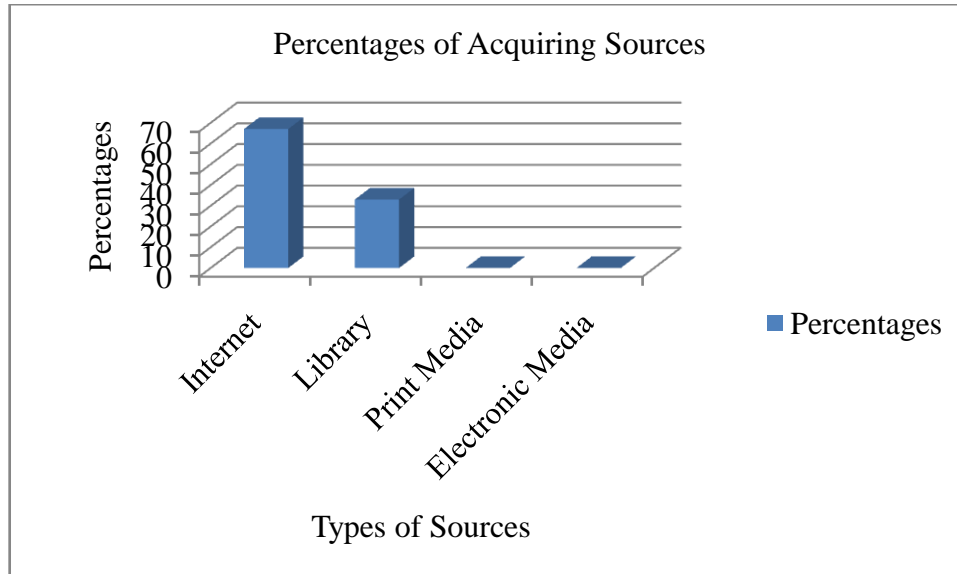 Percentages of Acquiring Sources
Percentages
70
60
50
40
30
20
10
0
Internet
Library
Print Media
Electronic Media
Percentages
Types of Sources